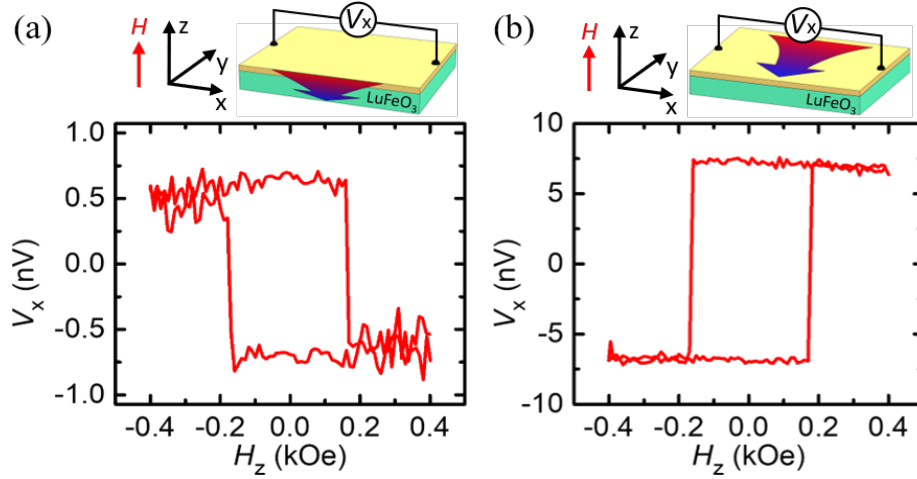 (a)
H
z
y
x
Vx
LuFeO3
1.0
0.5
0.0
-0.5
-1.0
Vx (nV)
-0.4 -0.2 0.0 0.2 0.4
Hz (kOe)
(b)
H
z
y
x
Vx
LuFeO3
10
5
0
-5
-10
Vx (nV)
-0.4 -0.2 0.0 0.2 0.4
Hz (kOe)